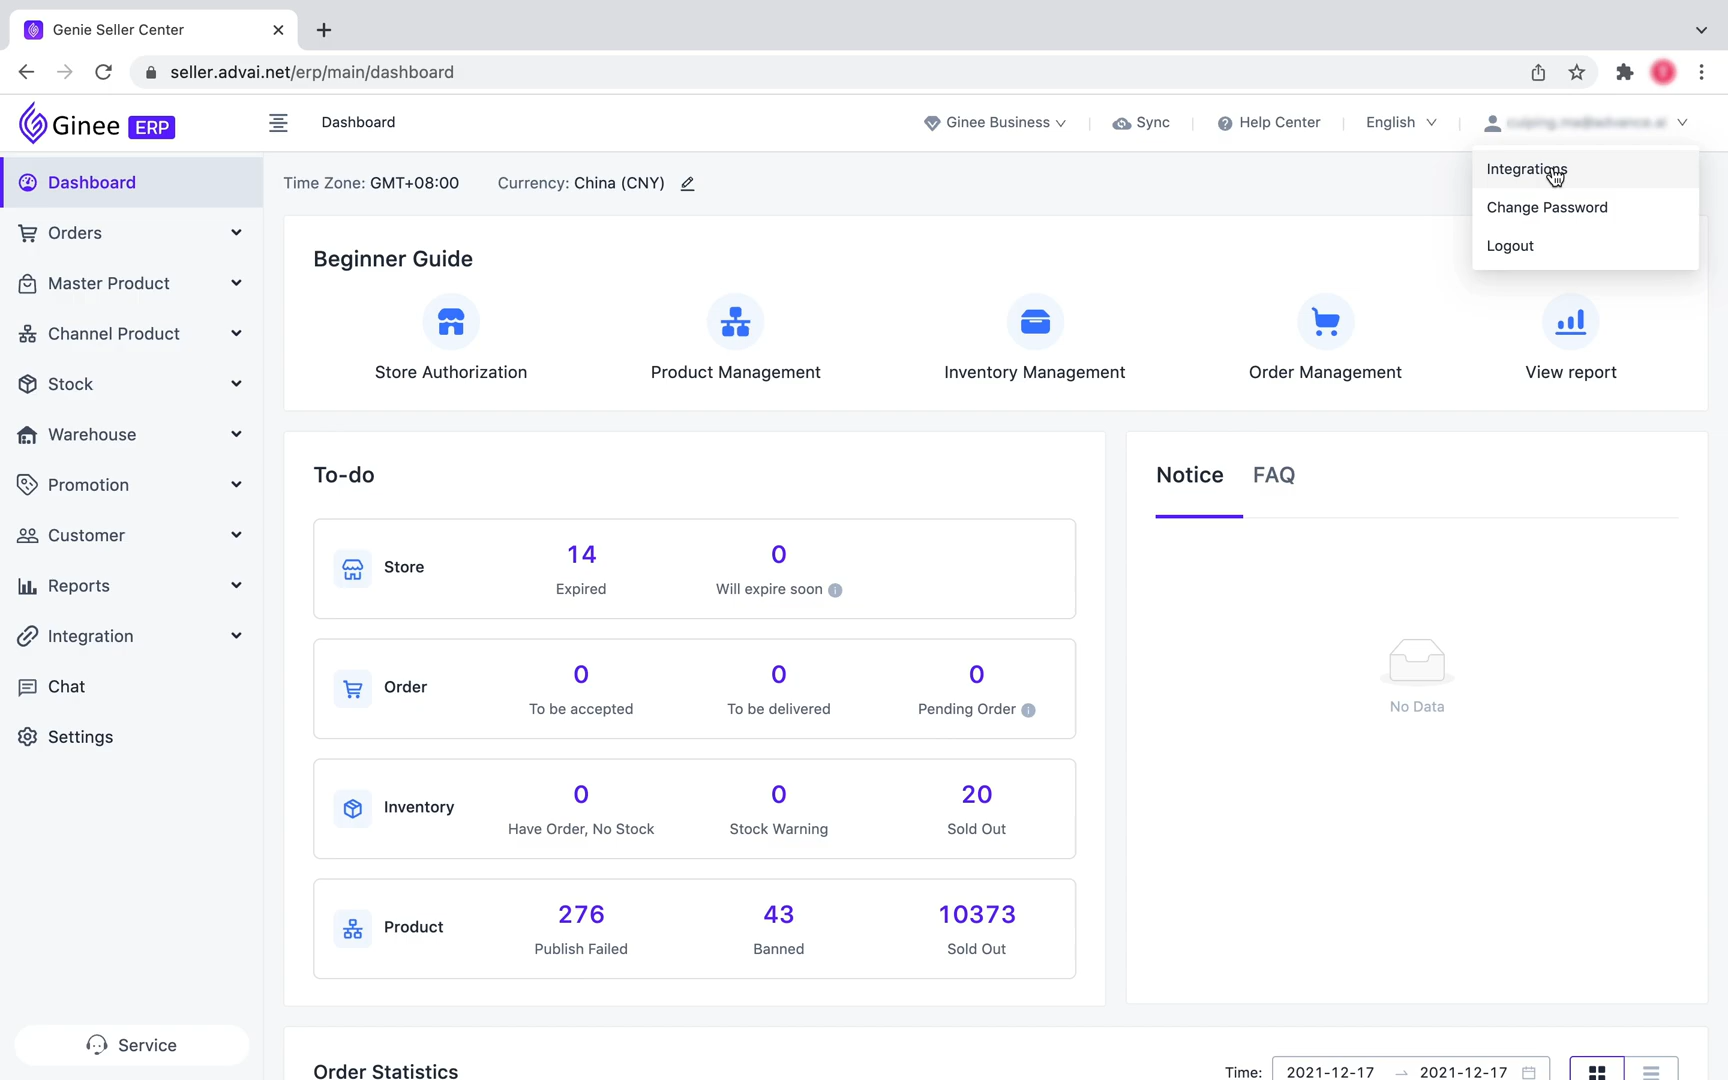 Genie Seller Center
seller.advai.net/erp/main/dashboard
Ginee ERP
Dashboard
Ginee Business
Sync
Help Center
English
Integrations
Change Password
Logout
Dashboard
Orders
Master Product
Channel Product
Stock
Warehouse
Promotion
Customer
Reports
Integration
Chat
Settings
Service
Time Zone: GMT+08:00 Currency: China (CNY)
Beginner Guide
Store Authorization
Product Management
Inventory Management
Order Management
View report
To-do
Store
14
Expired
0
Will expire soon
Order
0
To be accepted
0
To be delivered
0
Pending Order
Inventory
0
Have Order, No Stock
0
Stock Warning
20
Sold Out
Product
276
Publish Failed
43
Banned
10373
Sold Out
Notice FAQ
No Data
Order Statistics
Time: 2021-12-17 → 2021-12-17